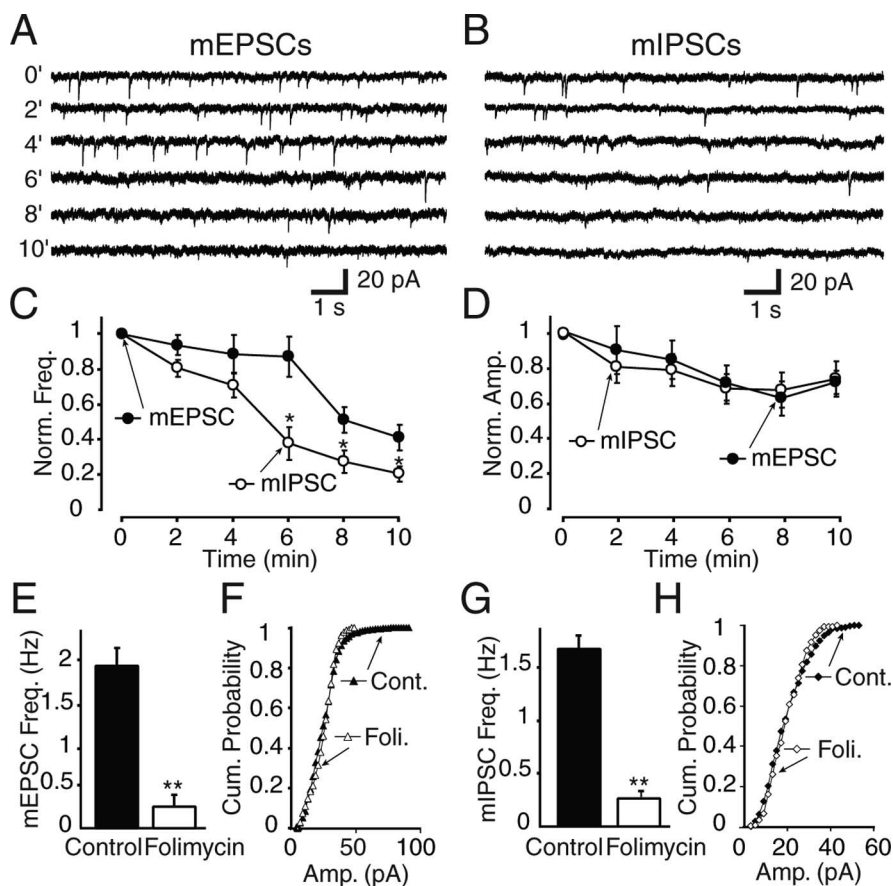 A
mEPSCs
B
mIPSCs
0'
2'
4'
6'
8'
10'
20 pA
1 s
20 pA
1 s
C
Norm. Freq.
1
0.8
0.6
0.4
0.2
0
mEPSC
mIPSC
*
*
*
0 2 4 6 8 10
Time (min)
D
Norm. Amp.
1
0.8
0.6
0.4
0.2
0
mIPSC
mEPSC
0 2 4 6 8 10
Time (min)
E
mEPSC Freq. (Hz)
2
1.5
1
0.5
0
**
Control Folimycin
F
Cum. Probability
1
0.8
0.6
0.4
0.2
0
Cont.
Foli.
0 50 100
Amp. (pA)
G
mIPSC Freq. (Hz)
1.5
1
0.5
0
**
Control Folimycin
H
Cum. Probability
1
0.8
0.6
0.4
0.2
0
Cont.
Foli.
0 20 40 60
Amp. (pA)